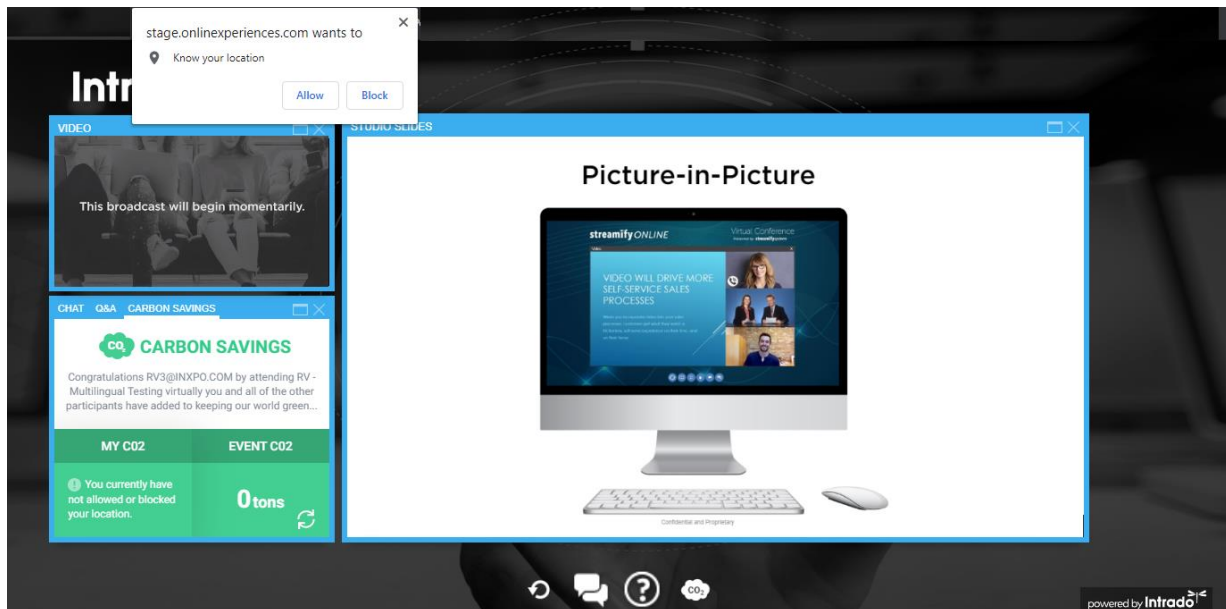 stage.onlinexperiences.com wants to
Know your location
Allow
Block
Intr
VIDEO
This broadcast will begin momentarily.
CHAT Q&A CARBON SAVINGS
CO₂ CARBON SAVINGS
Congratulations RV3@INXPO.COM by attending RV -
Multilingual Testing virtually you and all of the other
participants have added to keeping our world green...
MY C02
EVENT C02
You currently have
not allowed or blocked
your location.
0 tons
STUDIO SLIDES
Picture-in-Picture
streamify ONLINE
Virtual Conference
Video
VIDEO WILL DRIVE MORE
SELF-SERVICE SALES
PROCESSES
Confidential and Proprietary
CO₂
powered by Intrado